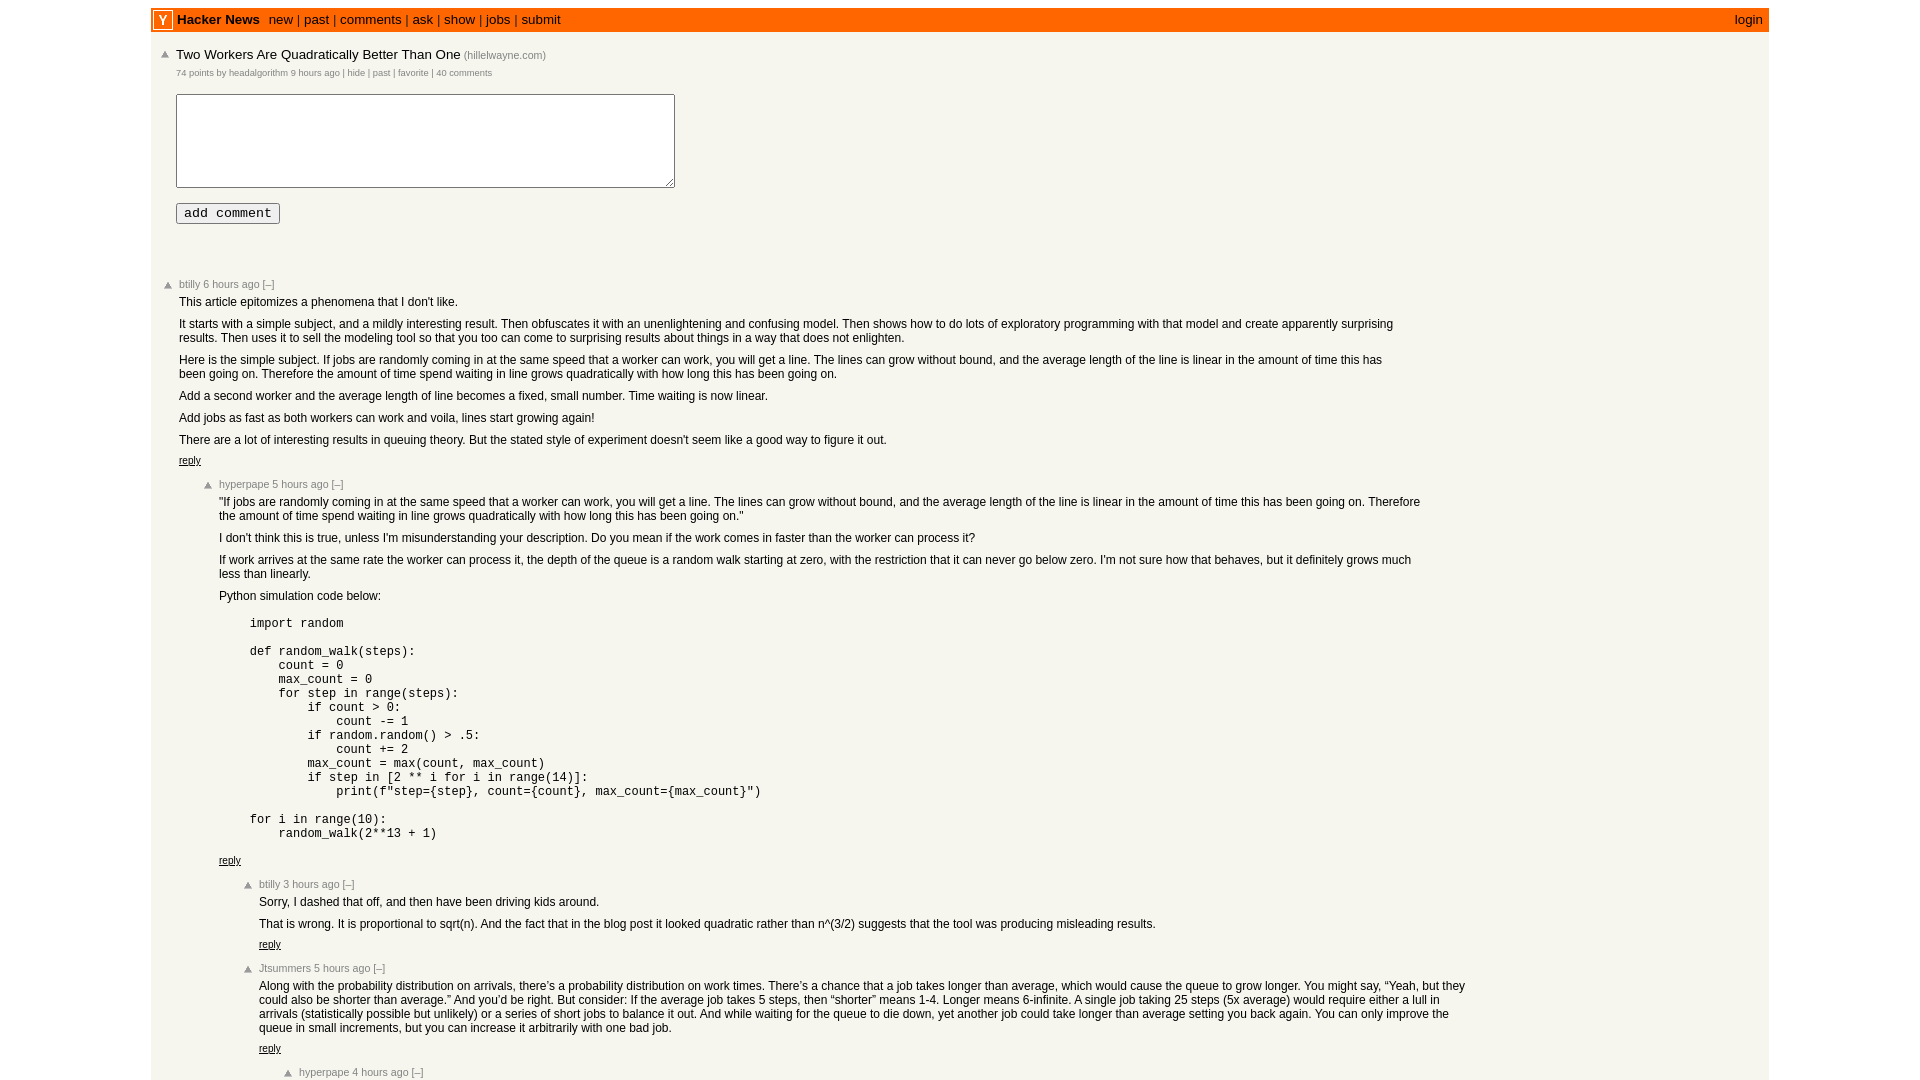 Y Hacker News new | past | comments | ask | show | jobs | submit login
Two Workers Are Quadratically Better Than One (hillelwayne.com)
74 points by headalgorithm 9 hours ago | hide | past | favorite | 40 comments
add comment
btilly 6 hours ago [–]
This article epitomizes a phenomena that I don't like.
It starts with a simple subject, and a mildly interesting result. Then obfuscates it with an unenlightening and confusing model. Then shows how to do lots of exploratory programming with that model and create apparently surprising
results. Then uses it to sell the modeling tool so that you too can come to surprising results about things in a way that does not enlighten.
Here is the simple subject. If jobs are randomly coming in at the same speed that a worker can work, you will get a line. The lines can grow without bound, and the average length of the line is linear in the amount of time this has
been going on. Therefore the amount of time spend waiting in line grows quadratically with how long this has been going on.
Add a second worker and the average length of line becomes a fixed, small number. Time waiting is now linear.
Add jobs as fast as both workers can work and voila, lines start growing again!
There are a lot of interesting results in queuing theory. But the stated style of experiment doesn't seem like a good way to figure it out.
reply
hyperpape 5 hours ago [–]
"If jobs are randomly coming in at the same speed that a worker can work, you will get a line. The lines can grow without bound, and the average length of the line is linear in the amount of time this has been going on. Therefore
the amount of time spend waiting in line grows quadratically with how long this has been going on."
I don't think this is true, unless I'm misunderstanding your description. Do you mean if the work comes in faster than the worker can process it?
If work arrives at the same rate the worker can process it, the depth of the queue is a random walk starting at zero, with the restriction that it can never go below zero. I'm not sure how that behaves, but it definitely grows much
less than linearly.
Python simulation code below:
import random
def random_walk(steps):
count = 0
max_count = 0
for step in range(steps):
if count > 0:
count -= 1
if random.random() > .5:
count += 2
max_count = max(count, max_count)
if step in [2 ** i for i in range(14)]:
print(f"step={step}, count={count}, max_count={max_count}")
for i in range(10):
random_walk(2**13 + 1)
reply
btilly 3 hours ago [–]
Sorry, I dashed that off, and then have been driving kids around.
That is wrong. It is proportional to sqrt(n). And the fact that in the blog post it looked quadratic rather than n^(3/2) suggests that the tool was producing misleading results.
reply
Jtsummers 5 hours ago [–]
Along with the probability distribution on arrivals, there’s a probability distribution on work times. There’s a chance that a job takes longer than average, which would cause the queue to grow longer. You might say, “Yeah, but they
could also be shorter than average.” And you’d be right. But consider: If the average job takes 5 steps, then “shorter” means 1-4. Longer means 6-infinite. A single job taking 25 steps (5x average) would require either a lull in
arrivals (statistically possible but unlikely) or a series of short jobs to balance it out. And while waiting for the queue to die down, yet another job could take longer than average setting you back again. You can only improve the
queue in small increments, but you can increase it arbitrarily with one bad job.
reply
hyperpape 4 hours ago [–]